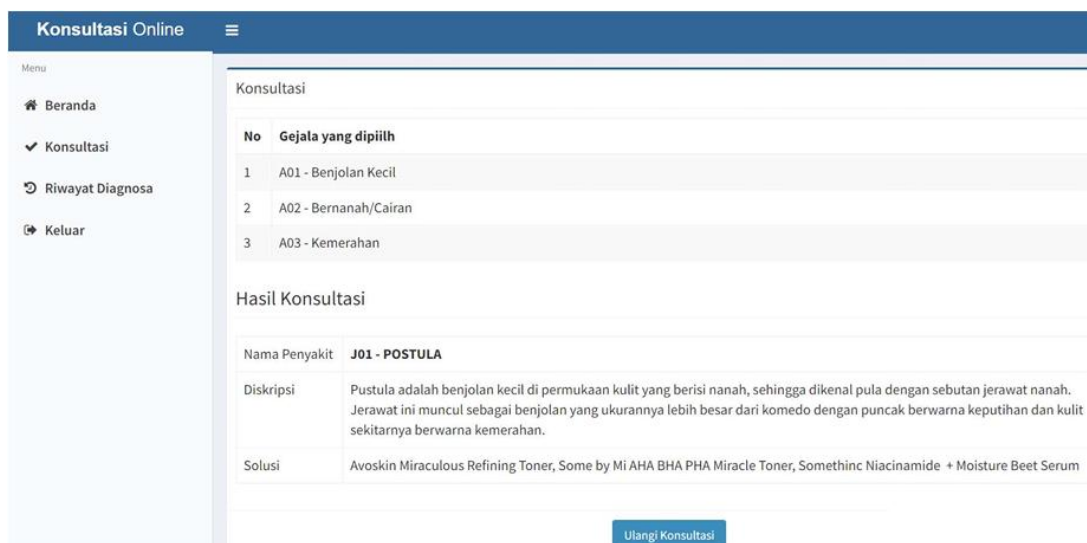 Konsultasi Online
Menu
Beranda
Konsultasi
Riwayat Diagnosa
Keluar
Konsultasi
No Gejala yang dipiilh
1 A01 - Benjolan Kecil
2 A02 - Bernanah/Cairan
3 A03 - Kemerahan
Hasil Konsultasi
Nama Penyakit J01 - POSTULA
Diskripsi Pustula adalah benjolan kecil di permukaan kulit yang berisi nanah, sehingga dikenal pula dengan sebutan jerawat nanah.
Jerawat ini muncul sebagai benjolan yang ukurannya lebih besar dari komedo dengan puncak berwarna keputihan dan kulit
sekitarnya berwarna kemerahan.
Solusi Avoskin Miraculous Refining Toner, Some by Mi AHA BHA PHA Miracle Toner, Somethinc Niacinamide + Moisture Beet Serum
Ulangi Konsultasi